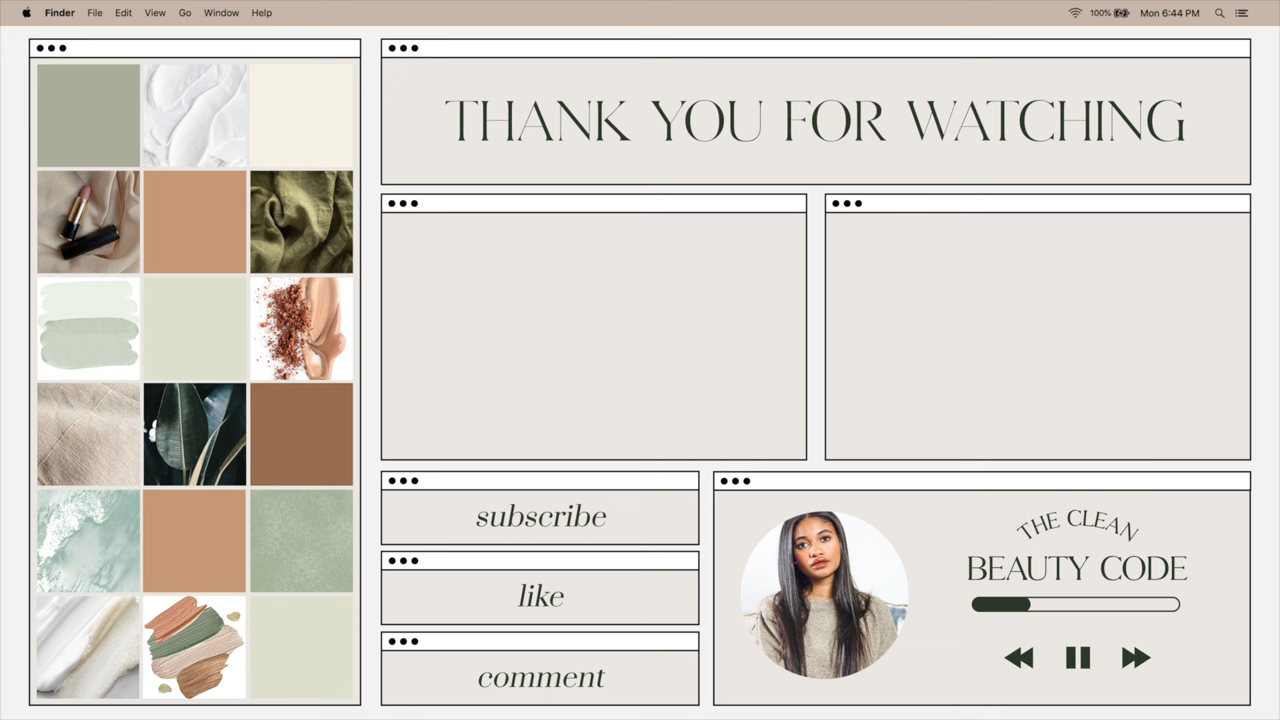 Finder File Edit View Go Window Help 100% Mon 6:44 PM
THANK YOU FOR WATCHING
subscribe
like
comment
THE CLEAN
BEAUTY CODE